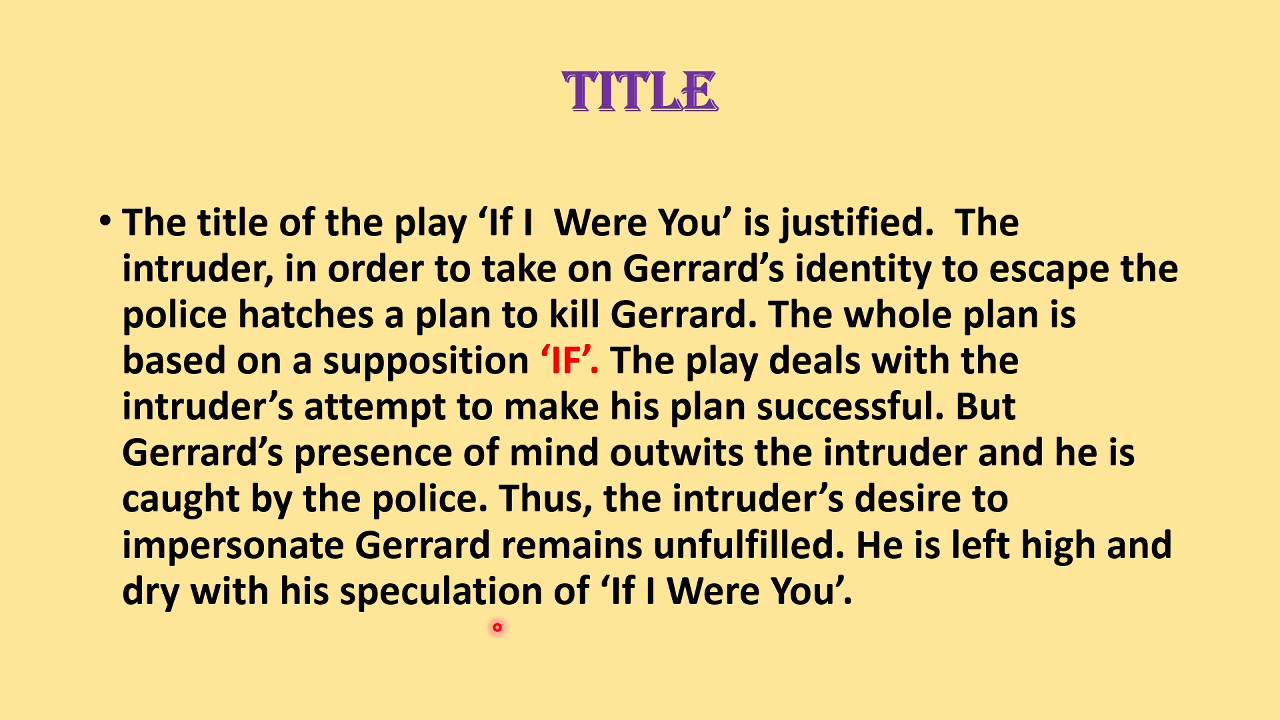 TITLE
• The title of the play ‘If I  Were You’ is justified.  The
intruder, in order to take on Gerrard’s identity to escape the
police hatches a plan to kill Gerrard. The whole plan is
based on a supposition ‘IF’. The play deals with the
intruder’s attempt to make his plan successful. But
Gerrard’s presence of mind outwits the intruder and he is
caught by the police. Thus, the intruder’s desire to
impersonate Gerrard remains unfulfilled. He is left high and
dry with his speculation of ‘If I Were You’.